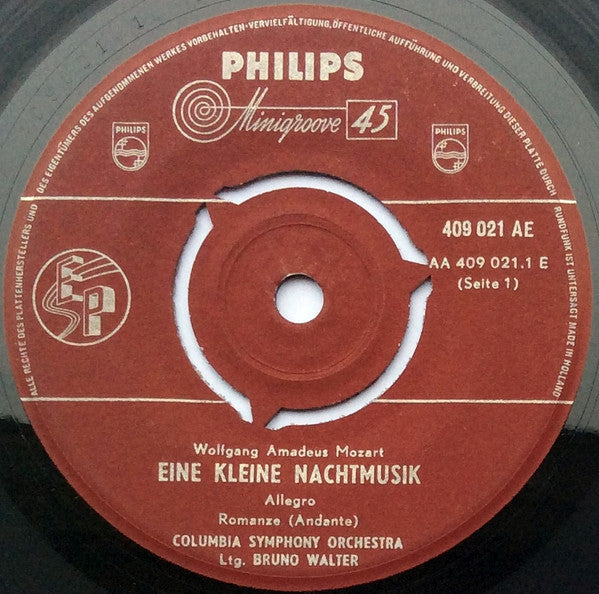 ALLE RECHTE DES PLATTENHERSTELLERS UND DES EIGENTÜMERS DES AUFGENOMMENEN WERKES VORBEHALTEN · VERVIELFÄLTIGUNG, ÖFFENTLICHE AUFFÜHRUNG UND VERBREITUNG DIESER PLATTE DURCH RUNDFUNK IST UNTERSAGT MADE IN HOLLAND
PHILIPS
Minigroove 45
PHILIPS
PHILIPS
409 021 AE
AA 409 021.1 E
(Seite 1)
EP
Wolfgang Amadeus Mozart
EINE KLEINE NACHTMUSIK
Allegro
Romanze (Andante)
COLUMBIA SYMPHONY ORCHESTRA
Ltg. BRUNO WALTER